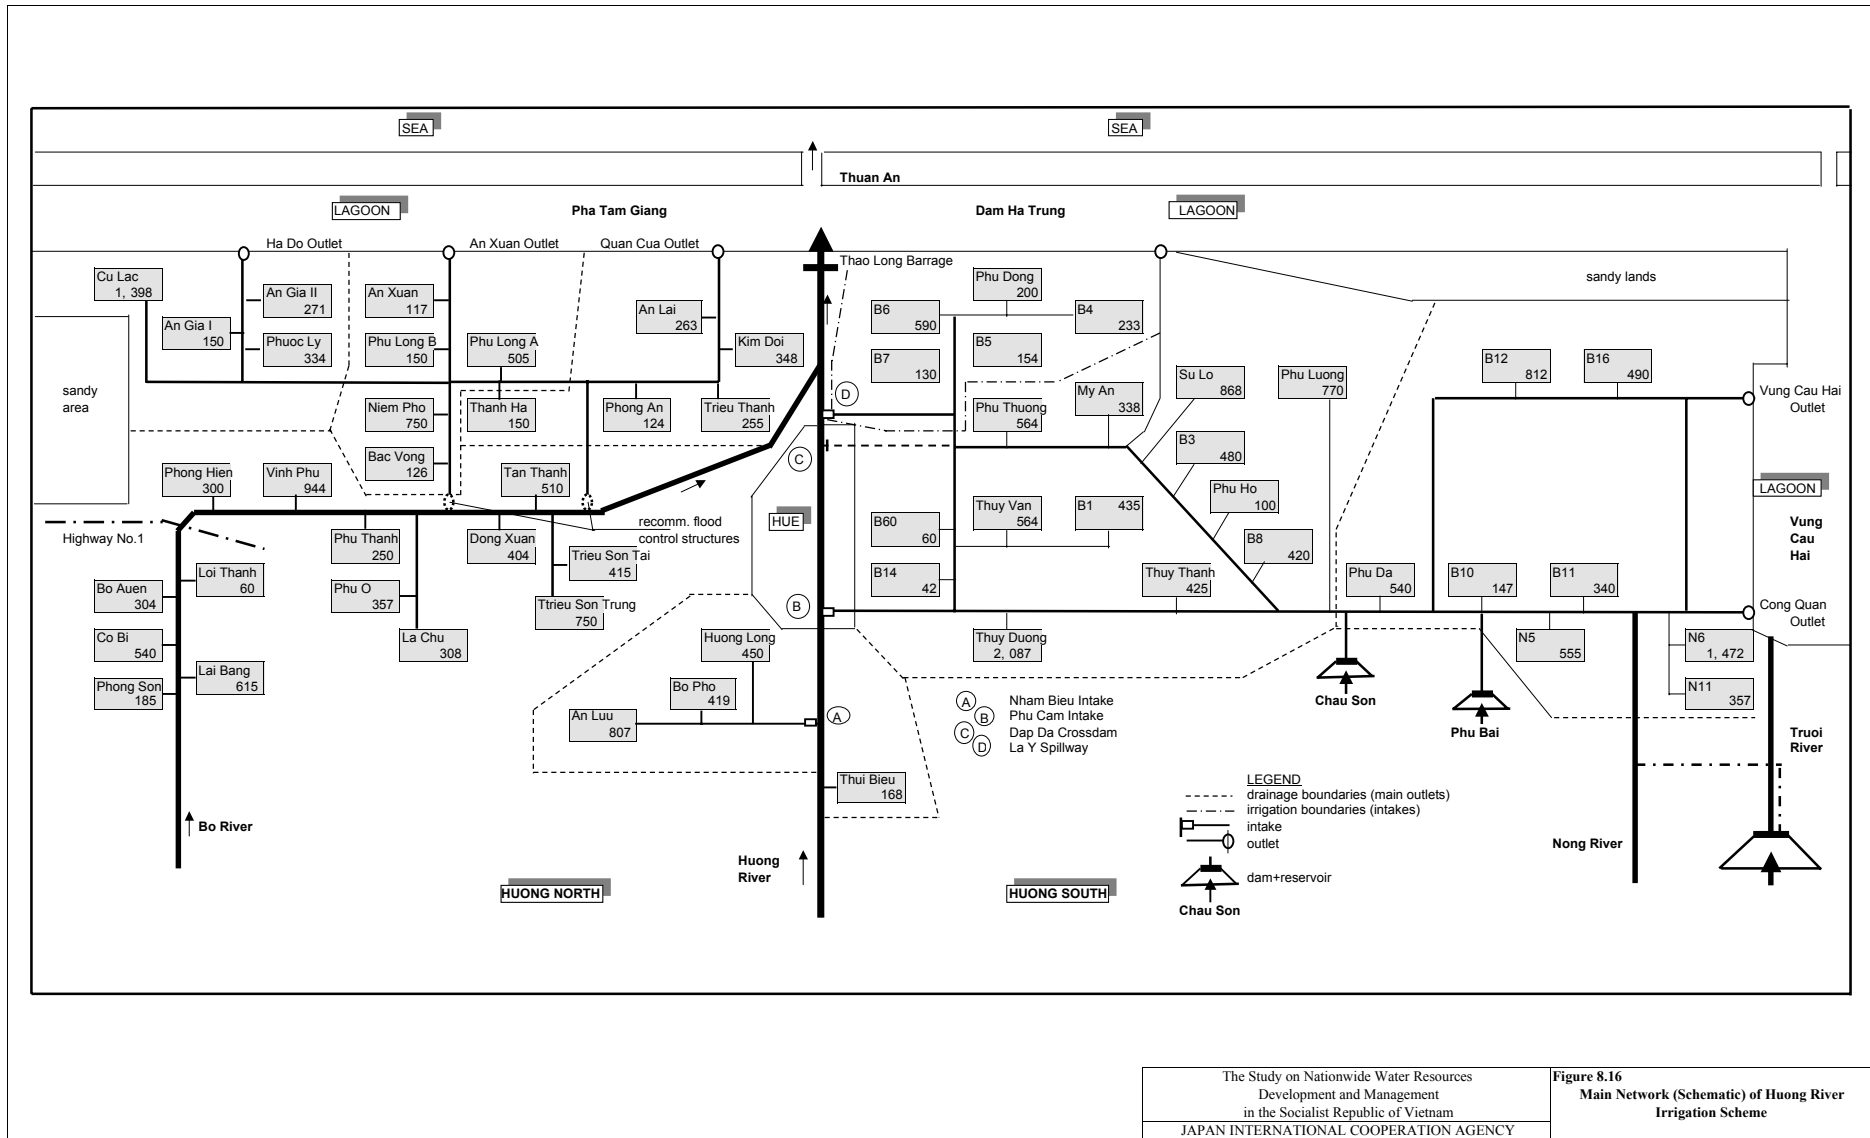 SEA
SEA
Thuan An
LAGOON
Pha Tam Giang
Dam Ha Trung
LAGOON
Ha Do Outlet
An Xuan Outlet
Quan Cua Outlet
Thao Long Barrage
sandy lands
Cu Lac
1, 398
An Gia II
271
An Xuan
117
An Gia I
150
An Lai
263
Phuoc Ly
334
Phu Long B
150
Phu Long A
505
Kim Doi
348
Phu Dong
200
B6
590
B4
233
B7
130
B5
154
B12
812
B16
490
sandy
area
Niem Pho
750
Thanh Ha
150
Phong An
124
Trieu Thanh
255
D
Phu Thuong
564
My An
338
Su Lo
868
Phu Luong
770
Vung Cau Hai
Outlet
Bac Vong
126
C
B3
480
Phong Hien
300
Vinh Phu
944
Tan Thanh
510
Phu Ho
100
LAGOON
Highway No.1
recomm. flood
control structures
HUE
B60
60
Thuy Van
564
B1 435
Vung
Cau
Hai
Phu Thanh
250
Dong Xuan
404
Trieu Son Tai
415
B8
420
Loi Thanh
60
Bo Auen
304
Phu O
357
Ttrieu Son Trung
750
B14
42
Thuy Thanh
425
Phu Da
540
B10
147
B11
340
B
Cong Quan
Outlet
Co Bi
540
La Chu
308
Huong Long
450
Thuy Duong
2, 087
N5
555
N6
1, 472
Lai Bang
615
Phong Son
185
Bo Pho
419
N11
357
An Luu
807
A
Chau Son
Phu Bai
Truoi
River
A Nham Bieu Intake
B Phu Cam Intake
C Dap Da Crossdam
D La Y Spillway
Thui Bieu
168
LEGEND
drainage boundaries (main outlets)
irrigation boundaries (intakes)
intake
outlet
dam+reservoir
Chau Son
Bo River
Huong
River
Nong River
HUONG NORTH
HUONG SOUTH
The Study on Nationwide Water Resources
Development and Management
in the Socialist Republic of Vietnam
JAPAN INTERNATIONAL COOPERATION AGENCY
Figure 8.16
Main Network (Schematic) of Huong River
Irrigation Scheme